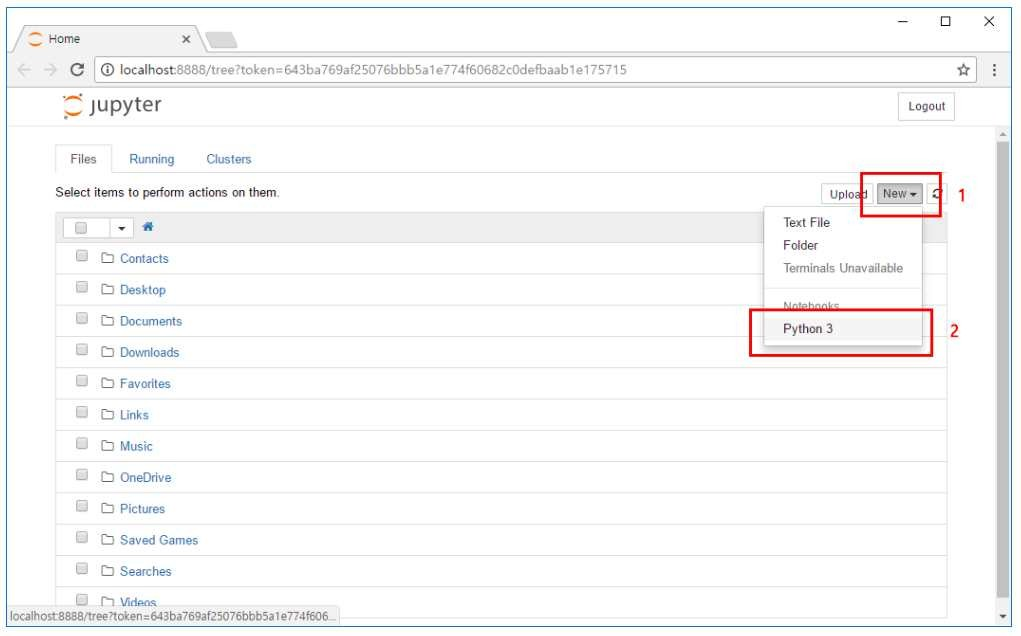 Home
localhost:8888/tree?token=643ba769af25076bbb5a1e774f60682c0defbaab1e175715
jupyter
Logout
Files Running Clusters
Select items to perform actions on them.
Upload New 1
Text File
Folder
Terminals Unavailable
Notebooks
Python 3 2
Contacts
Desktop
Documents
Downloads
Favorites
Links
Music
OneDrive
Pictures
Saved Games
Searches
Videos
localhost:8888/tree?token=643ba769af25076bbb5a1e774f606...